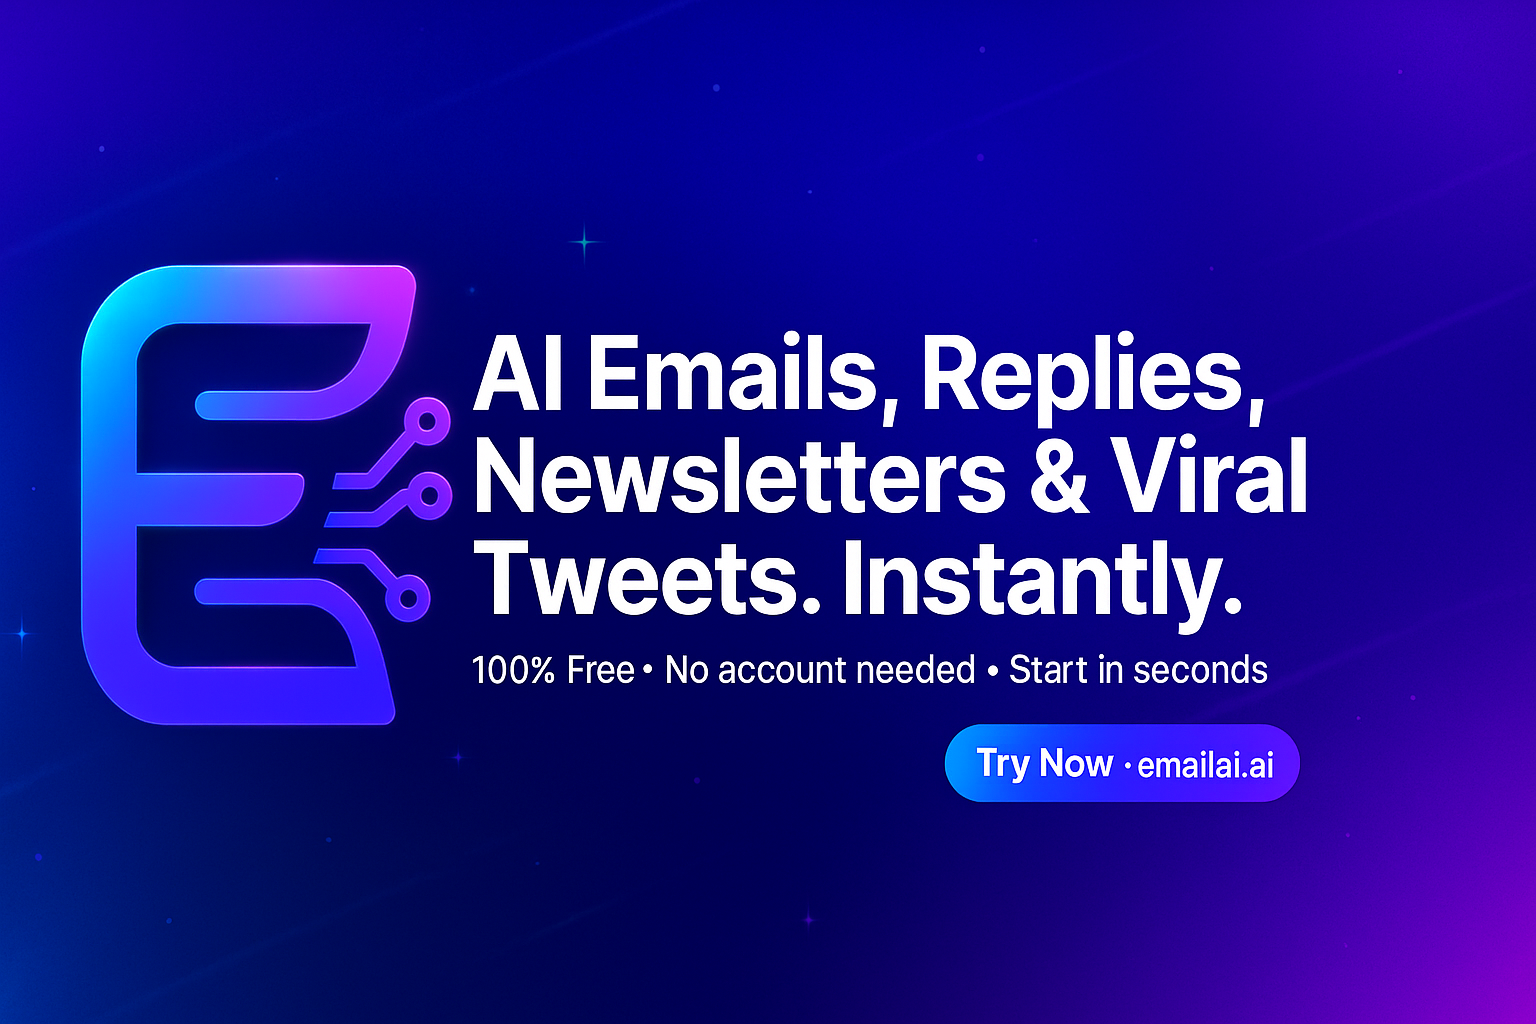 AI Emails, Replies,
Newsletters & Viral
Tweets. Instantly.
100% Free • No account needed • Start in seconds
Try Now • emailai.ai